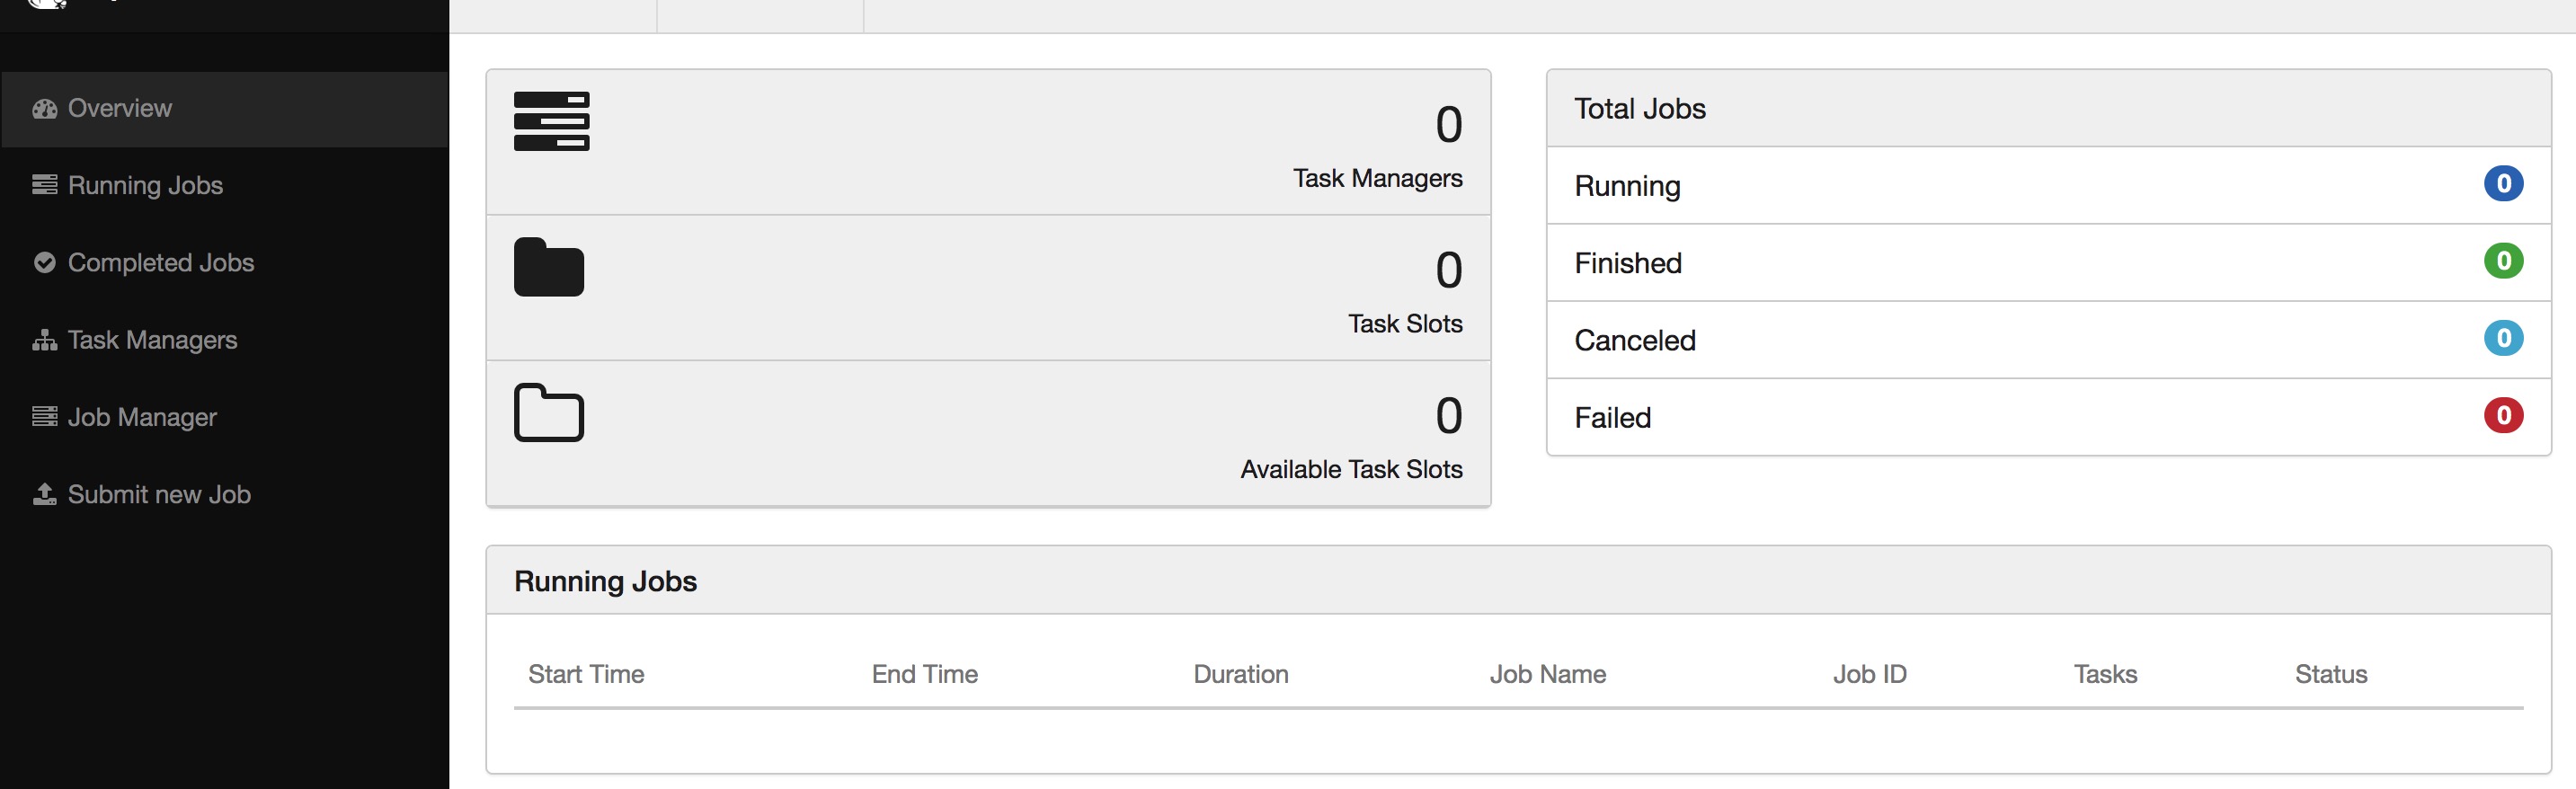 Overview
Running Jobs
Completed Jobs
Task Managers
Job Manager
Submit new Job
0
Task Managers
0
Task Slots
0
Available Task Slots
Total Jobs
Running 0
Finished 0
Canceled 0
Failed 0
Running Jobs
Start Time End Time Duration Job Name Job ID Tasks Status